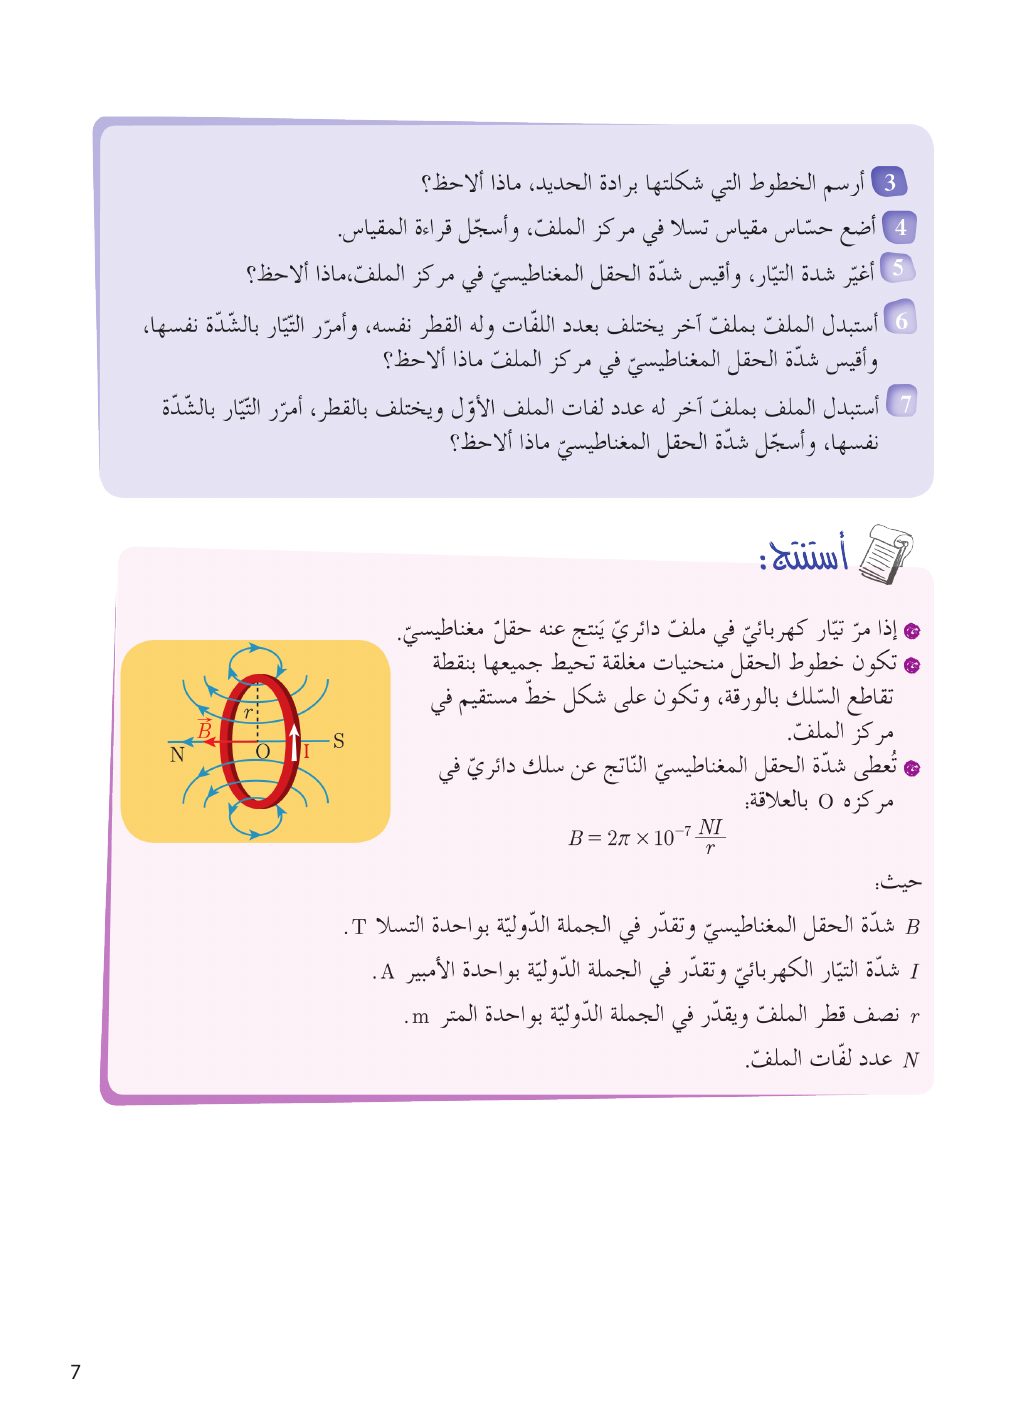 3 أرسم الخطوط التي شكلتها برادة الحديد، ماذا ألاحظ؟
4 أضع حسّاس مقياس تسلا في مركز الملفّ، وأسجّل قراءة المقياس.
5 أغيّر شدة التيّار، وأقيس شدّة الحقل المغناطيسيّ في مركز الملفّ،ماذا ألاحظ؟
6 أستبدل الملفّ بملفّ آخر يختلف بعدد اللفّات وله القطر نفسه، وأمرّر التّيّار بالشّدّة نفسها،
وأقيس شدّة الحقل المغناطيسيّ في مركز الملفّ ماذا ألاحظ؟
7 أستبدل الملف بملفّ آخر له عدد لفات الملف الأوّل ويختلف بالقطر، أمرّر التّيّار بالشّدّة
نفسها، وأسجّل شدّة الحقل المغناطيسيّ ماذا ألاحظ؟
أستنتج:
إذا مرّ تيّار كهربائيّ في ملفّ دائريّ يَنتج عنه حقلٌ مغناطيسيّ.
تكون خطوط الحقل منحنيات مغلقة تحيط جميعها بنقطة
تقاطع السّلك بالورقة، وتكون على شكل خطّ مستقيم في
مركز الملفّ.
تُعطى شدّة الحقل المغناطيسيّ النّاتج عن سلك دائريّ في
مركزه O بالعلاقة:
r
B⃗
N
O
I
S
B = 2π × 10⁻⁷ NI/r
حيث:
B شدّة الحقل المغناطيسيّ وتقدّر في الجملة الدّوليّة بواحدة التسلا T.
I شدّة التيّار الكهربائيّ وتقدّر في الجملة الدّوليّة بواحدة الأمبير A.
r نصف قطر الملفّ ويقدّر في الجملة الدّوليّة بواحدة المتر m.
N عدد لفّات الملفّ.
7